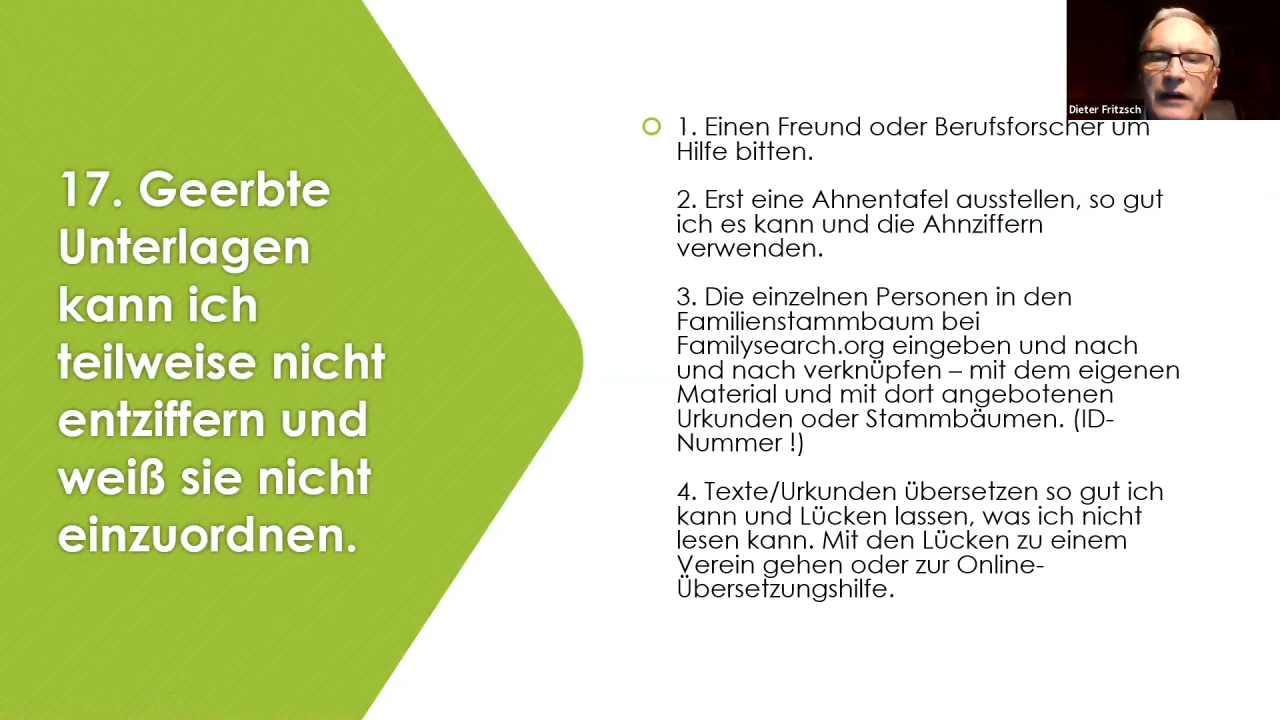 17. Geerbte
Unterlagen
kann ich
teilweise nicht
entziffern und
weiß sie nicht
einzuordnen.
Dieter Fritzsch
1. Einen Freund oder Berufsforscher um
Hilfe bitten.
2. Erst eine Ahnentafel ausstellen, so gut
ich es kann und die Ahnziffern
verwenden.
3. Die einzelnen Personen in den
Familienstammbaum bei
Familysearch.org eingeben und nach
und nach verknüpfen – mit dem eigenen
Material und mit dort angebotenen
Urkunden oder Stammbäumen. (ID-
Nummer !)
4. Texte/Urkunden übersetzen so gut ich
kann und Lücken lassen, was ich nicht
lesen kann. Mit den Lücken zu einem
Verein gehen oder zur Online-
Übersetzungshilfe.